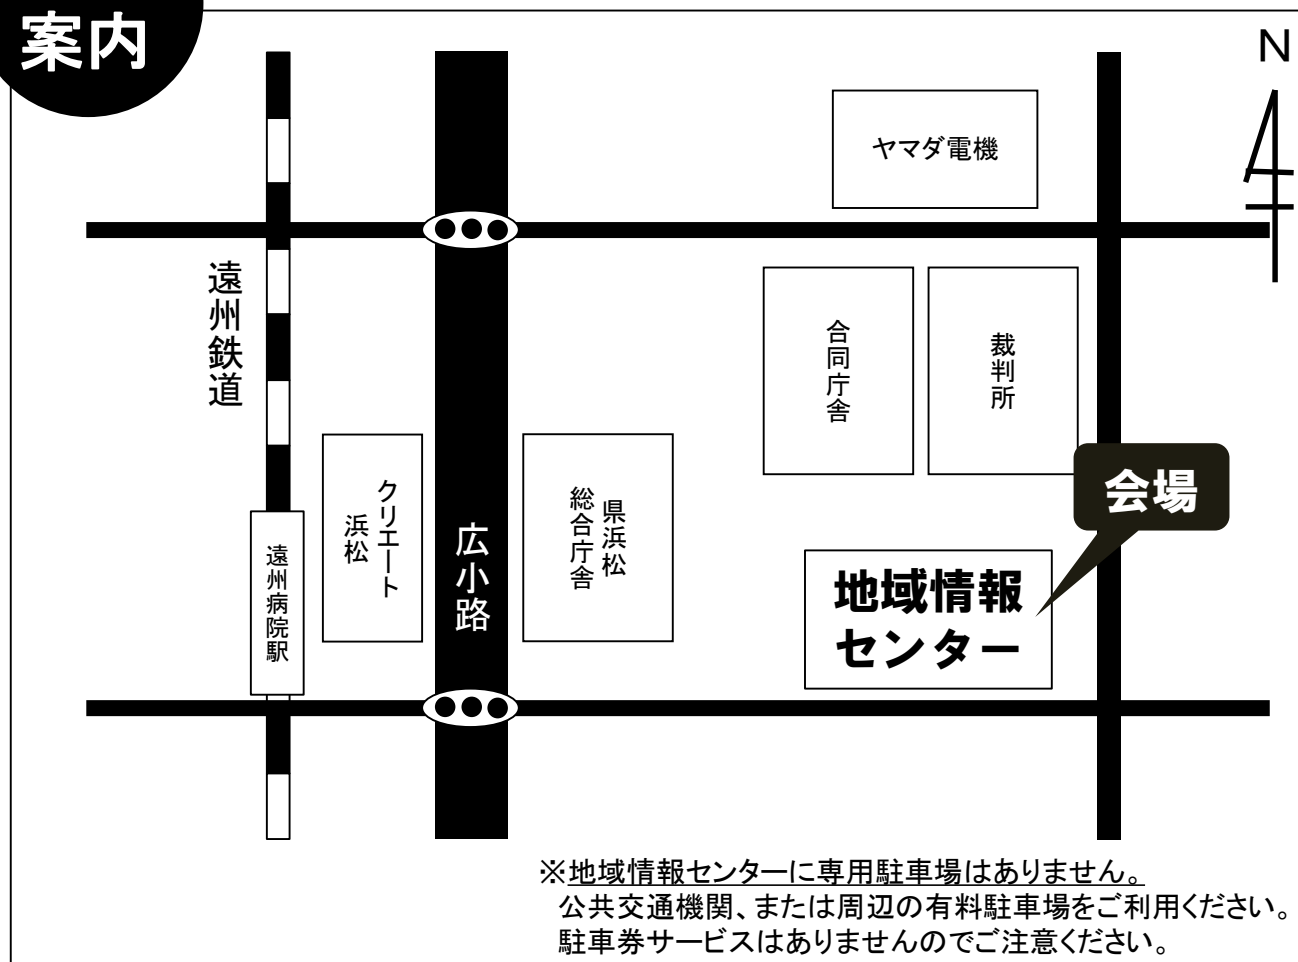 案内
N
ヤマダ電機
遠州鉄道
合同庁舎
裁判所
会場
クリエート
浜松
広小路
県浜松
総合庁舎
地域情報
センター
遠州病院駅
※地域情報センターに専用駐車場はありません。
公共交通機関、または周辺の有料駐車場をご利用ください。
駐車券サービスはありませんのでご注意ください。